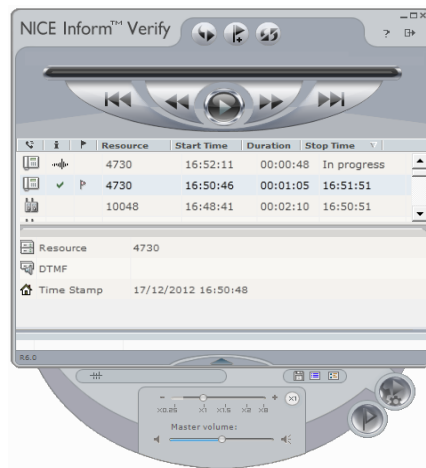 NICE Inform™ Verify
?
i Resource Start Time Duration Stop Time
4730 16:52:11 00:00:48 In progress
4730 16:50:46 00:01:05 16:51:51
10048 16:48:41 00:02:10 16:50:51
Resource 4730
DTMF
Time Stamp 17/12/2012 16:50:48
R6.0
- + X1
X0.85 X1 X1.5 X2 X8
Master volume: